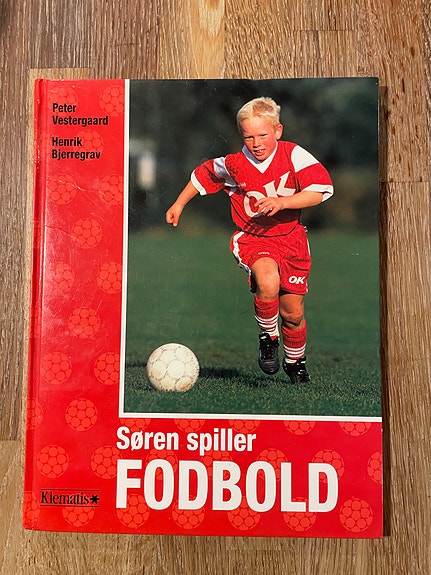 Peter
Vestergaard
Henrik
Bjerregrav
OK
OK
Søren spiller
FODBOLD
Klematis